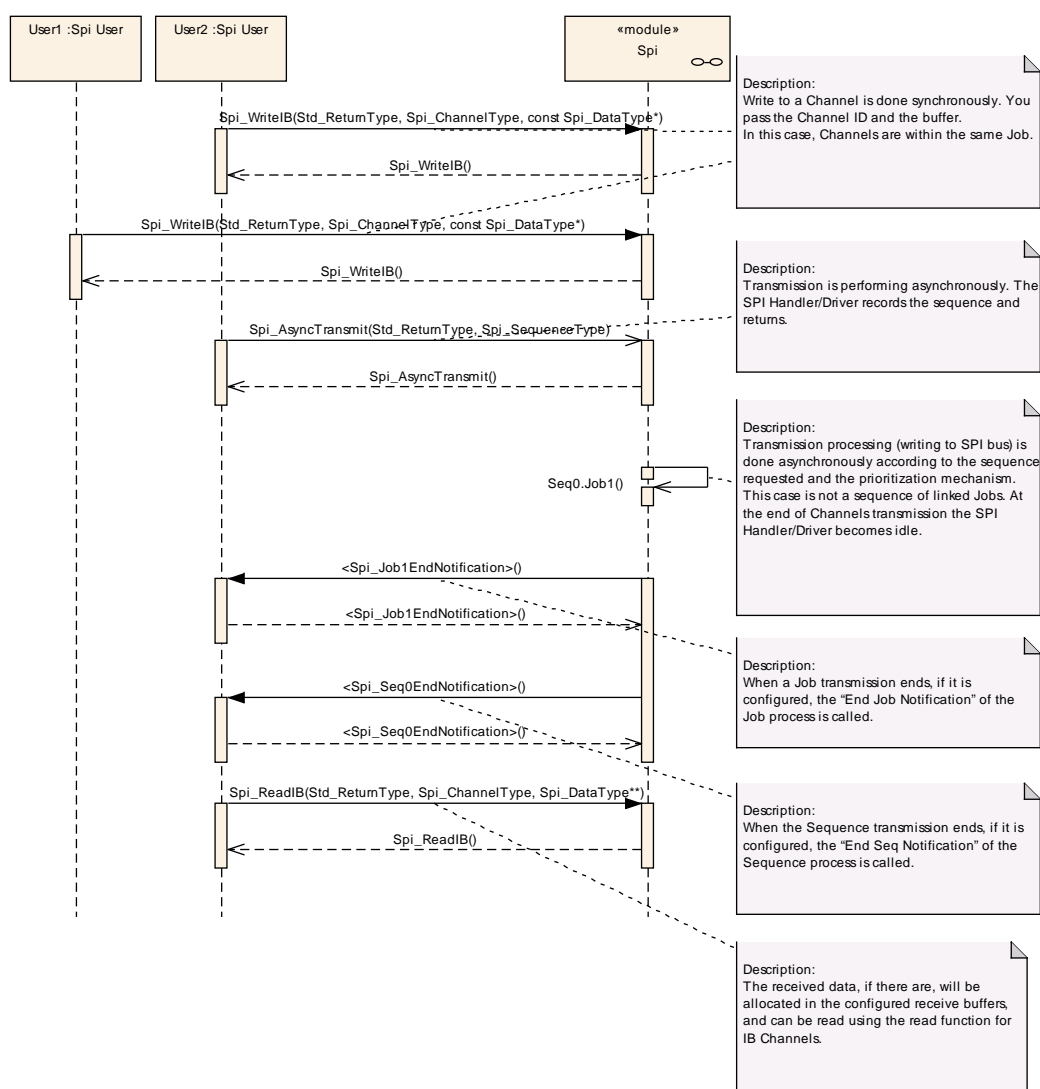 User1 :Spi User
User2 :Spi User
«module»
Spi
Description:
Write to a Channel is done synchronously. You
pass the Channel ID and the buffer.
In this case, Channels are within the same Job.
Spi_WriteIB(Std_ReturnType, Spi_ChannelType, const Spi_DataType*)
Spi_WriteIB()
Spi_WriteIB(Std_ReturnType, Spi_ChannelType, const Spi_DataType*)
Spi_WriteIB()
Description:
Transmission is performing asynchronously. The
SPI Handler/Driver records the sequence and
returns.
Spi_AsyncTransmit(Std_ReturnType, Spi_SequenceType)
Spi_AsyncTransmit()
Description:
Transmission processing (writing to SPI bus) is
done asynchronously according to the sequence
requested and the prioritization mechanism.
This case is not a sequence of linked Jobs. At
the end of Channels transmission the SPI
Handler/Driver becomes idle.
Seq0.Job1()
<Spi_Job1EndNotification>()
<Spi_Job1EndNotification>()
Description:
When a Job transmission ends, if it is
configured, the “End Job Notification” of the
Job process is called.
<Spi_Seq0EndNotification>()
<Spi_Seq0EndNotification>()
Spi_ReadIB(Std_ReturnType, Spi_ChannelType, Spi_DataType**)
Spi_ReadIB()
Description:
When the Sequence transmission ends, if it is
configured, the “End Seq Notification” of the
Sequence process is called.
Description:
The received data, if there are, will be
allocated in the configured receive buffers,
and can be read using the read function for
IB Channels.